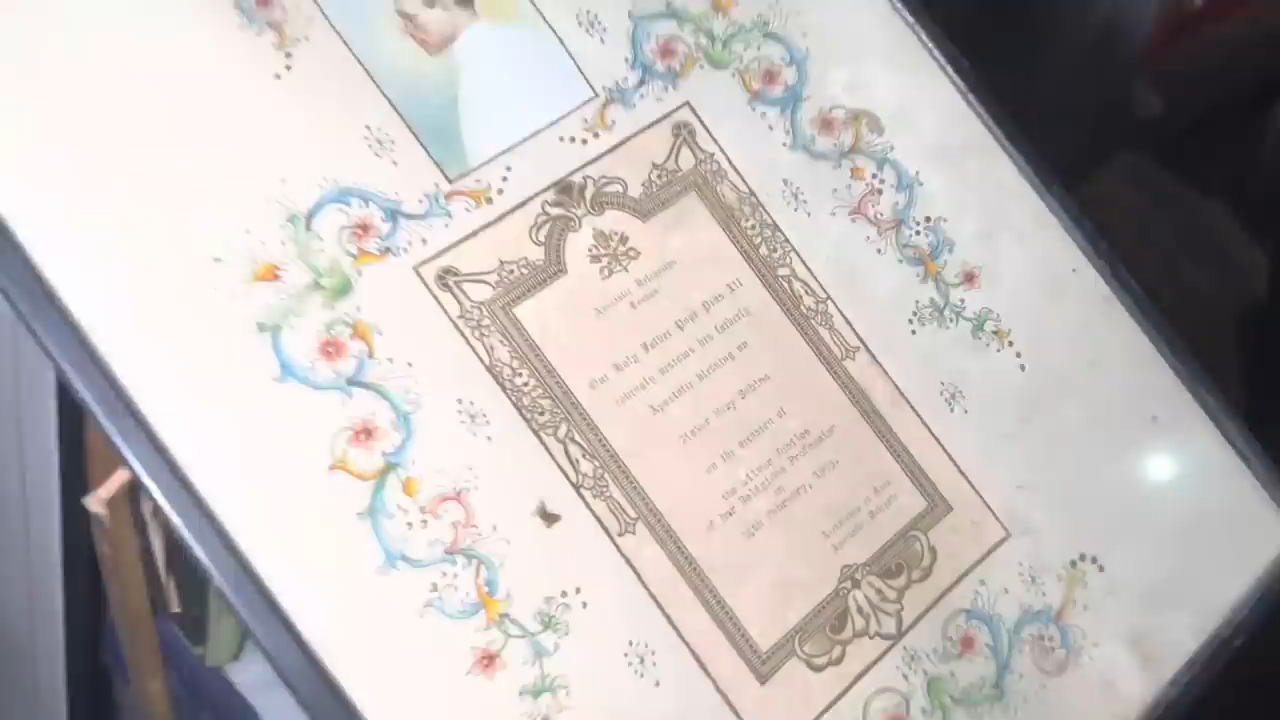 Apostolic Delegation
London
Our Holy Father Pope Pius XII
cordially bestows his fatherly
Apostolic Blessing on
Mary
on the occasion of
the silver jubilee
of her Religious Profession
on
February,
Archbishop of
Apostolic Delegate